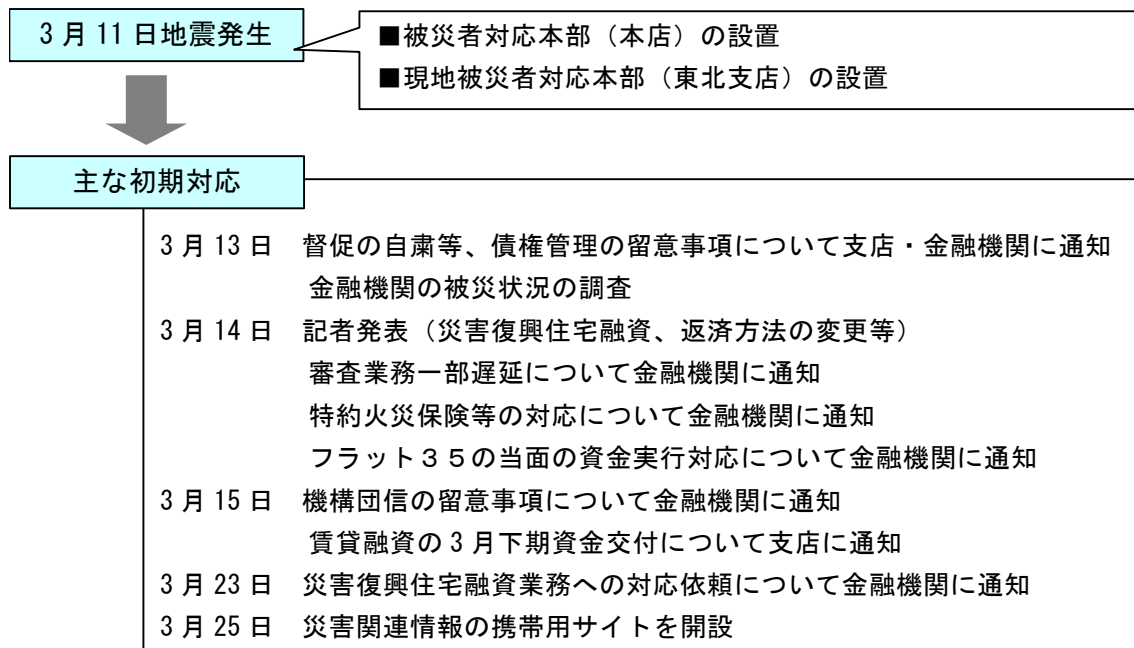 3月11日地震発生
■被災者対応本部（本店）の設置
■現地被災者対応本部（東北支店）の設置
主な初期対応
3月13日 督促の自粛等、債権管理の留意事項について支店・金融機関に通知
金融機関の被災状況の調査
3月14日 記者発表（災害復興住宅融資、返済方法の変更等）
審査業務一部遅延について金融機関に通知
特約火災保険等の対応について金融機関に通知
フラット３５の当面の資金実行対応について金融機関に通知
3月15日 機構団信の留意事項について金融機関に通知
賃貸融資の3月下期資金交付について支店に通知
3月23日 災害復興住宅融資業務への対応依頼について金融機関に通知
3月25日 災害関連情報の携帯用サイトを開設